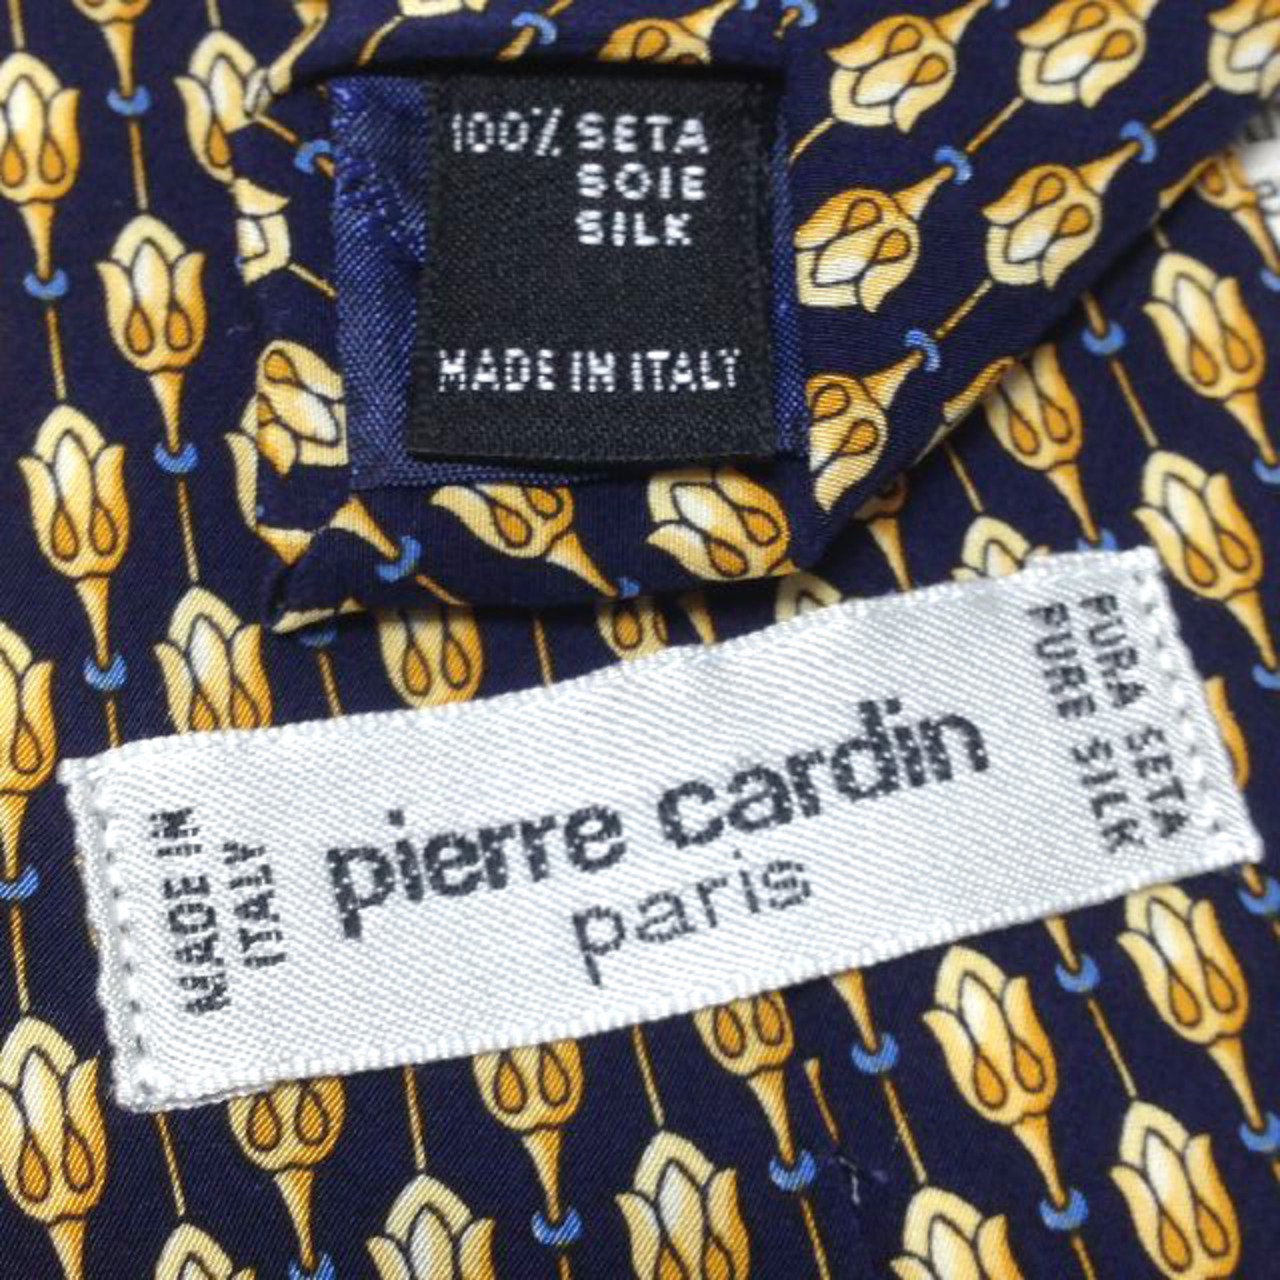 100% SETA
SOIE
SILK
MADE IN ITALY
MADE IN
ITALY
pierre cardin
paris
PURA SETA
PURE SILK